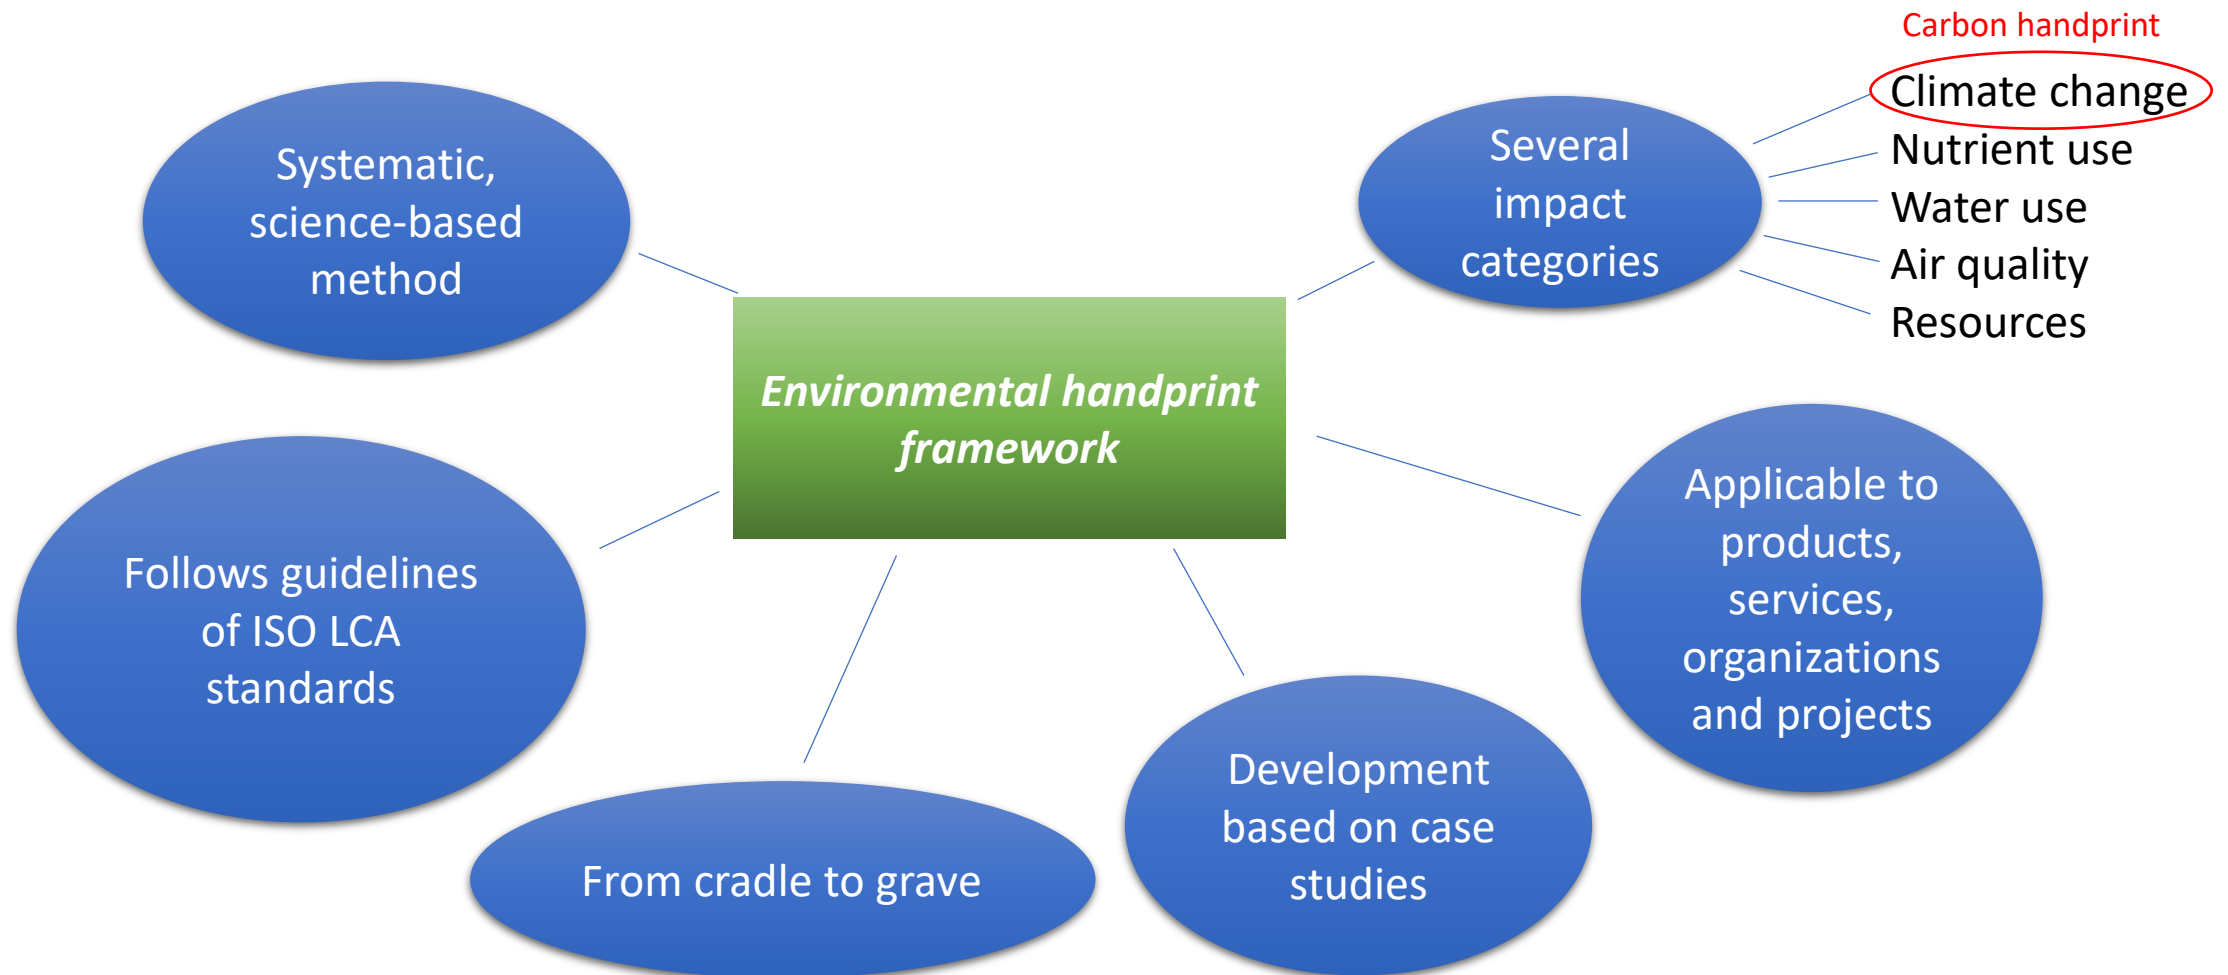 Carbon handprint
Climate change
Nutrient use
Water use
Air quality
Resources
Several
impact
categories
Systematic,
science-based
method
Environmental handprint
framework
Applicable to
products,
services,
organizations
and projects
Follows guidelines
of ISO LCA
standards
Development
based on case
studies
From cradle to grave